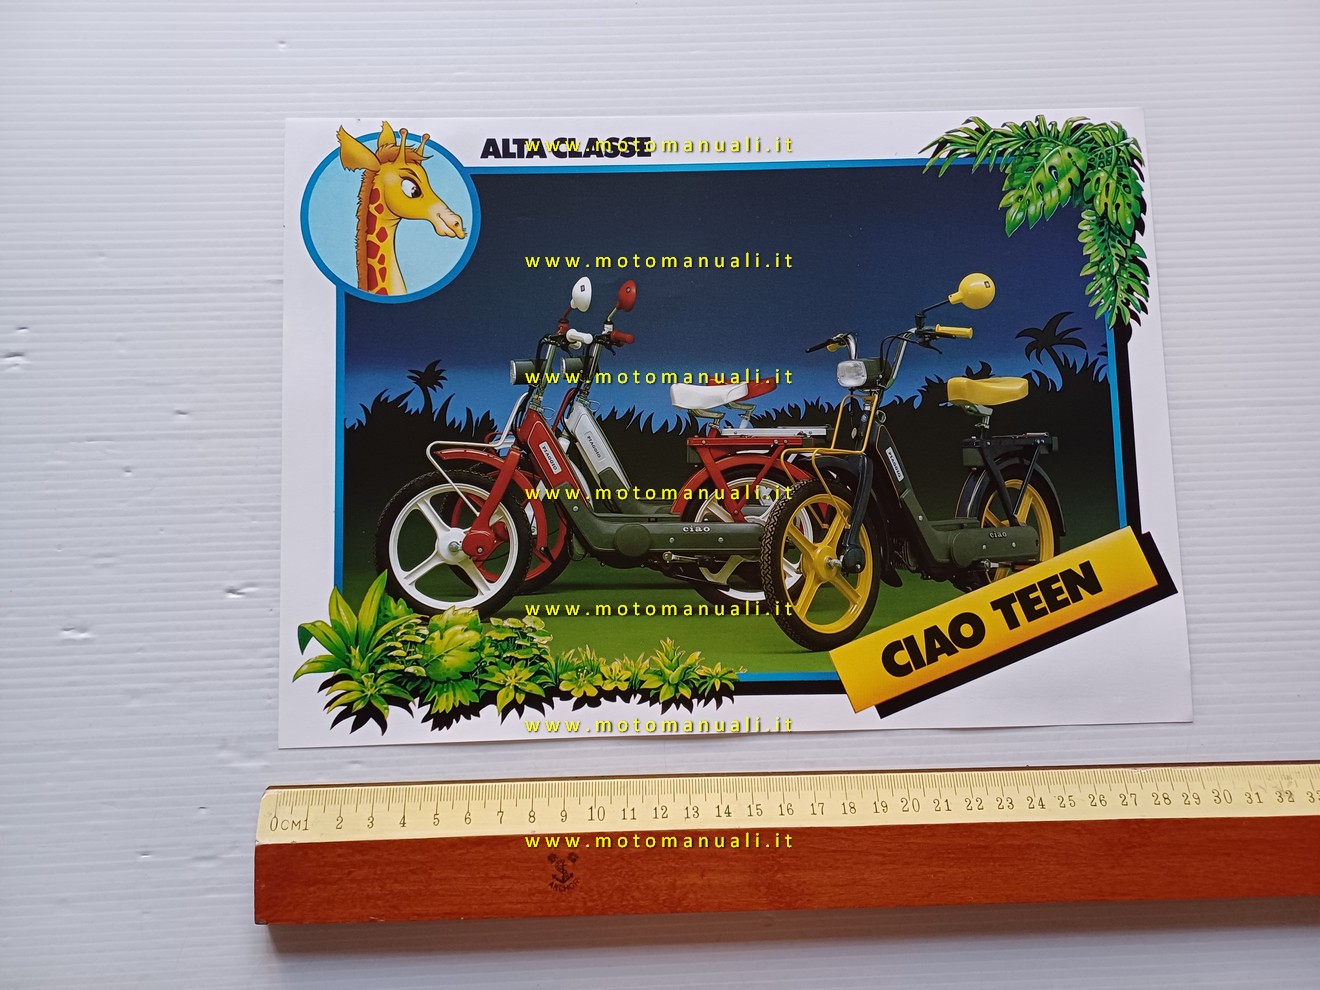 ALTA CLASSE
www.motomanuali.it
www.motomanuali.it
www.motomanuali.it
PIAGGIO
PIAGGIO
PIAGGIO
www.motomanuali.it
ciao
ciao
CIAO TEEN
www.motomanuali.it
www.motomanuali.it
0CM1 2 3 4 5 6 7 8 9 10 11 12 13 14 15 16 17 18 19 20 21 22 23 24 25 26 27 28 29 30 31 32 33
www.motomanuali.it
ANCHOR